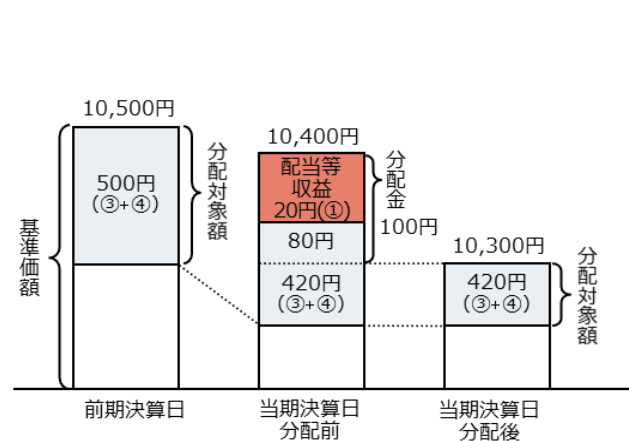 10,500円
500円
(③+④)
分配対象額
基準価額
前期決算日
10,400円
配当等
収益
20円(①)
80円
420円
(③+④)
分配金
100円
当期決算日
分配前
10,300円
420円
(③+④)
分配対象額
当期決算日
分配後